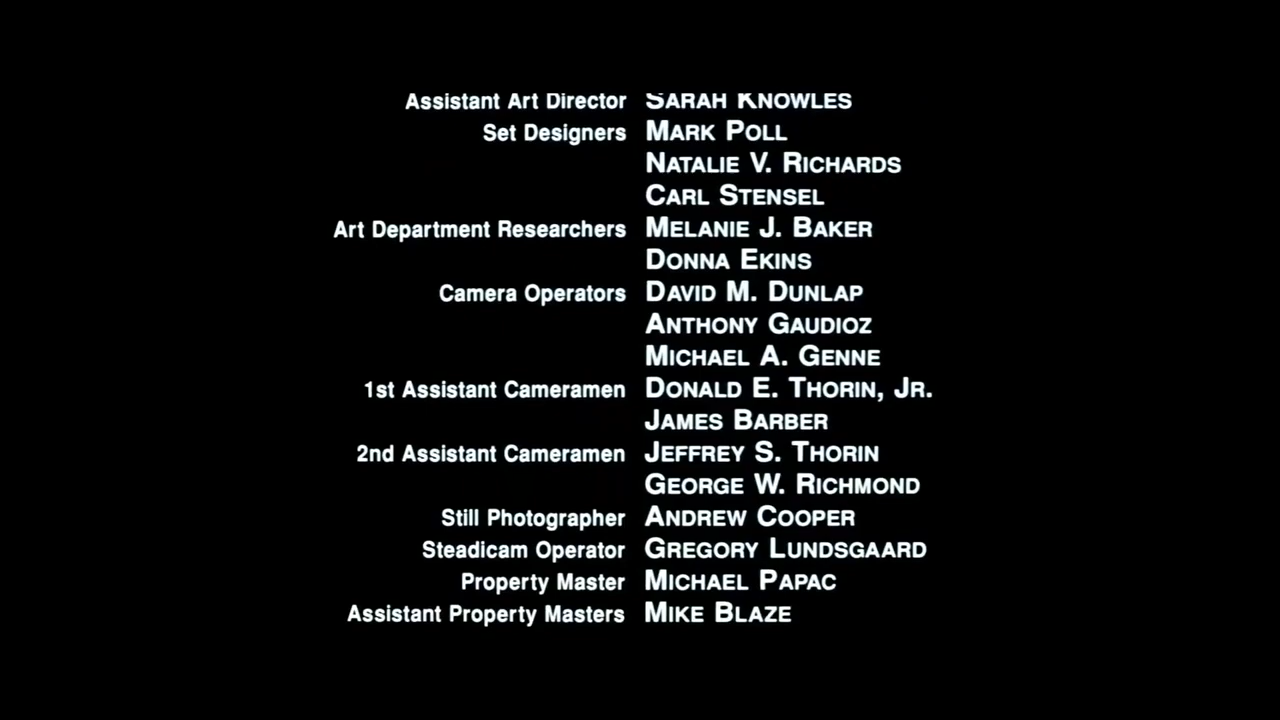 Assistant Art Director SARAH KNOWLES
Set Designers MARK POLL
NATALIE V. RICHARDS
CARL STENSEL
Art Department Researchers MELANIE J. BAKER
DONNA EKINS
Camera Operators DAVID M. DUNLAP
ANTHONY GAUDIOZ
MICHAEL A. GENNE
1st Assistant Cameramen DONALD E. THORIN, JR.
JAMES BARBER
2nd Assistant Cameramen JEFFREY S. THORIN
GEORGE W. RICHMOND
Still Photographer ANDREW COOPER
Steadicam Operator GREGORY LUNDSGAARD
Property Master MICHAEL PAPAC
Assistant Property Masters MIKE BLAZE